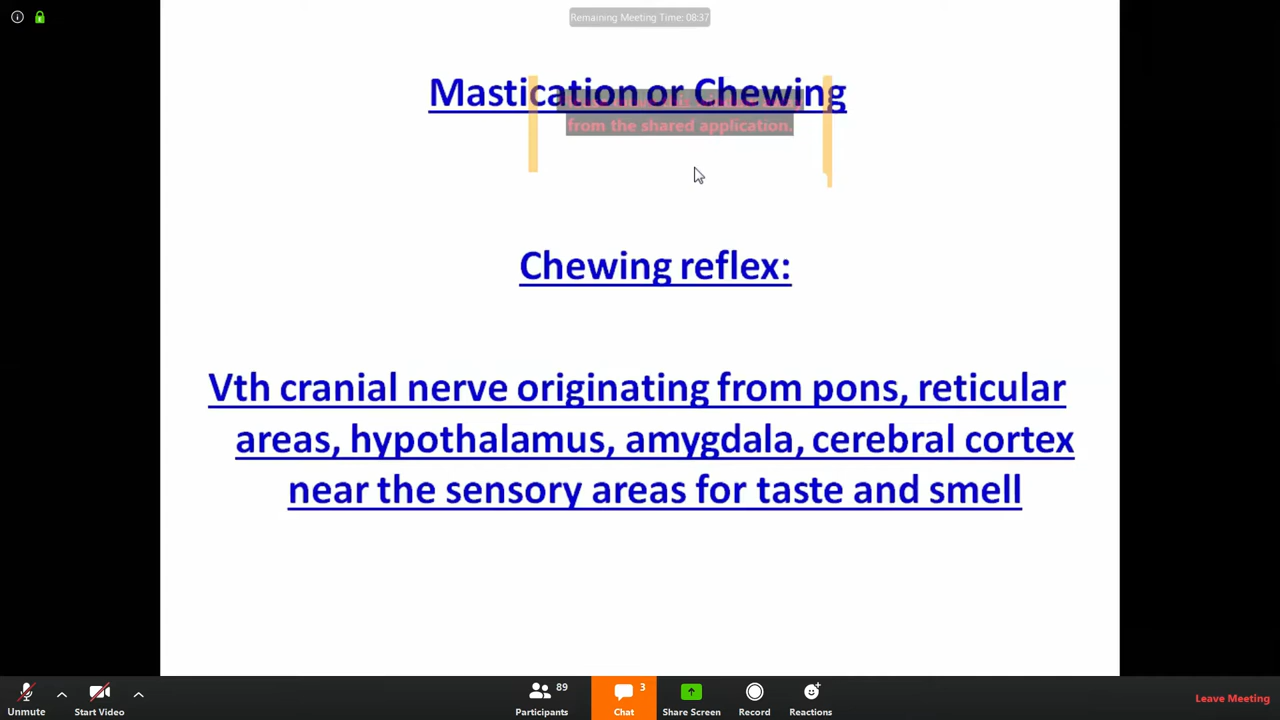 Remaining Meeting Time: 08:37
Mastication or Chewing
from the shared application.
Chewing reflex:
Vth cranial nerve originating from pons, reticular
areas, hypothalamus, amygdala, cerebral cortex
near the sensory areas for taste and smell
89
3
Unmute
Start Video
Participants
Chat
Share Screen
Record
Reactions
Leave Meeting